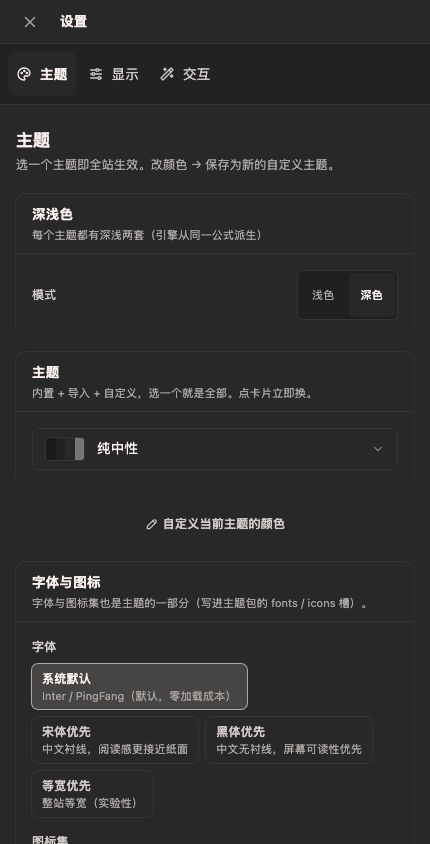 设置
主题
显示
交互
主题
选一个主题即全站生效。改颜色 → 保存为新的自定义主题。
深浅色
每个主题都有深浅两套（引擎从同一公式派生）
模式
浅色
深色
主题
内置 + 导入 + 自定义，选一个就是全部。点卡片立即换。
纯中性
自定义当前主题的颜色
字体与图标
字体与图标集也是主题的一部分（写进主题包的 fonts / icons 槽）。
字体
系统默认
Inter / PingFang（默认，零加载成本）
宋体优先
中文衬线，阅读感更接近纸面
黑体优先
中文无衬线，屏幕可读性优先
等宽优先
整站等宽（实验性）
图标集